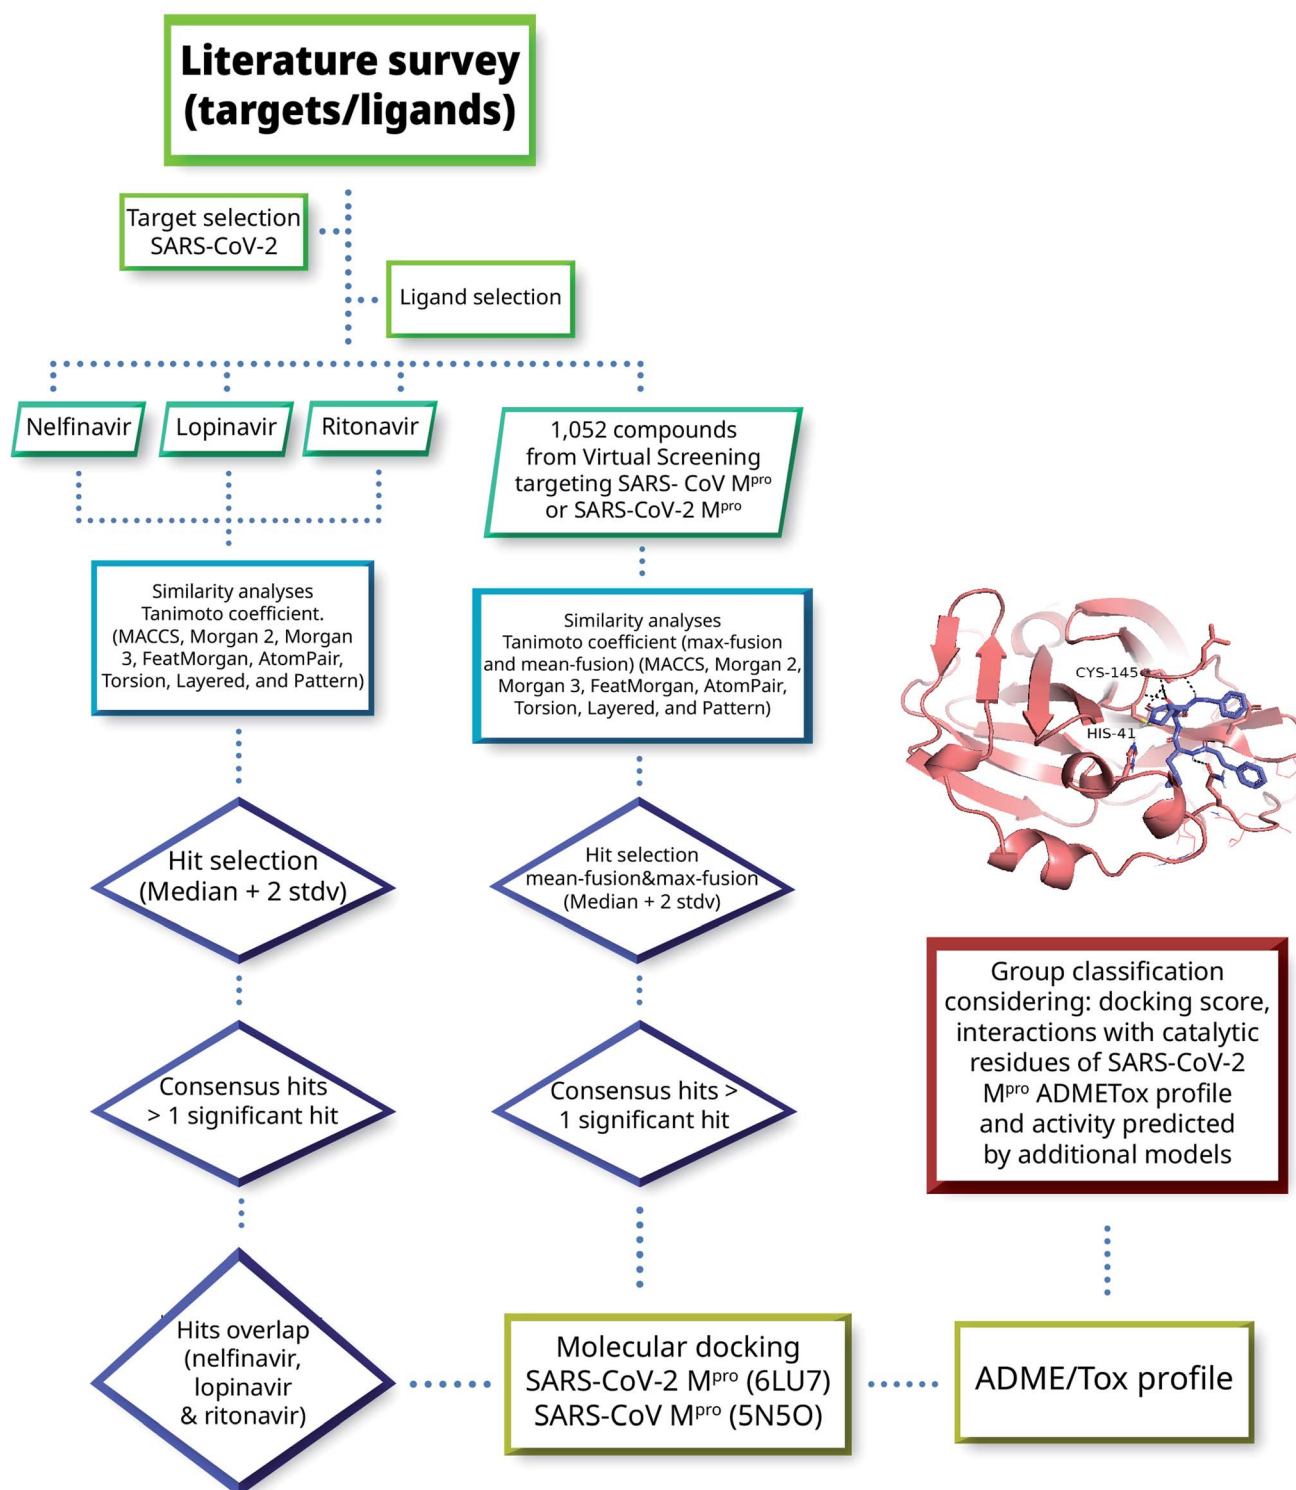 Literature survey
(targets/ligands)
Target selection
SARS-CoV-2
Ligand selection
Nelfinavir
Lopinavir
Ritonavir
1,052 compounds
from Virtual Screening
targeting SARS- CoV Mᵖʳᵒ
or SARS-CoV-2 Mᵖʳᵒ
Similarity analyses
Tanimoto coefficient.
(MACCS, Morgan 2, Morgan
3, FeatMorgan, AtomPair,
Torsion, Layered, and Pattern)
Similarity analyses
Tanimoto coefficient (max-fusion
and mean-fusion) (MACCS, Morgan 2,
Morgan 3, FeatMorgan, AtomPair,
Torsion, Layered, and Pattern)
CYS-145
HIS-41
Hit selection
(Median + 2 stdv)
Hit selection
mean-fusion&max-fusion
(Median + 2 stdv)
Group classification
considering: docking score,
interactions with catalytic
residues of SARS-CoV-2
Mᵖʳᵒ ADMETox profile
and activity predicted
by additional models
Consensus hits
> 1 significant hit
Consensus hits >
1 significant hit
Hits overlap
(nelfinavir,
lopinavir
& ritonavir)
Molecular docking
SARS-CoV-2 Mᵖʳᵒ (6LU7)
SARS-CoV Mᵖʳᵒ (5N5O)
ADME/Tox profile